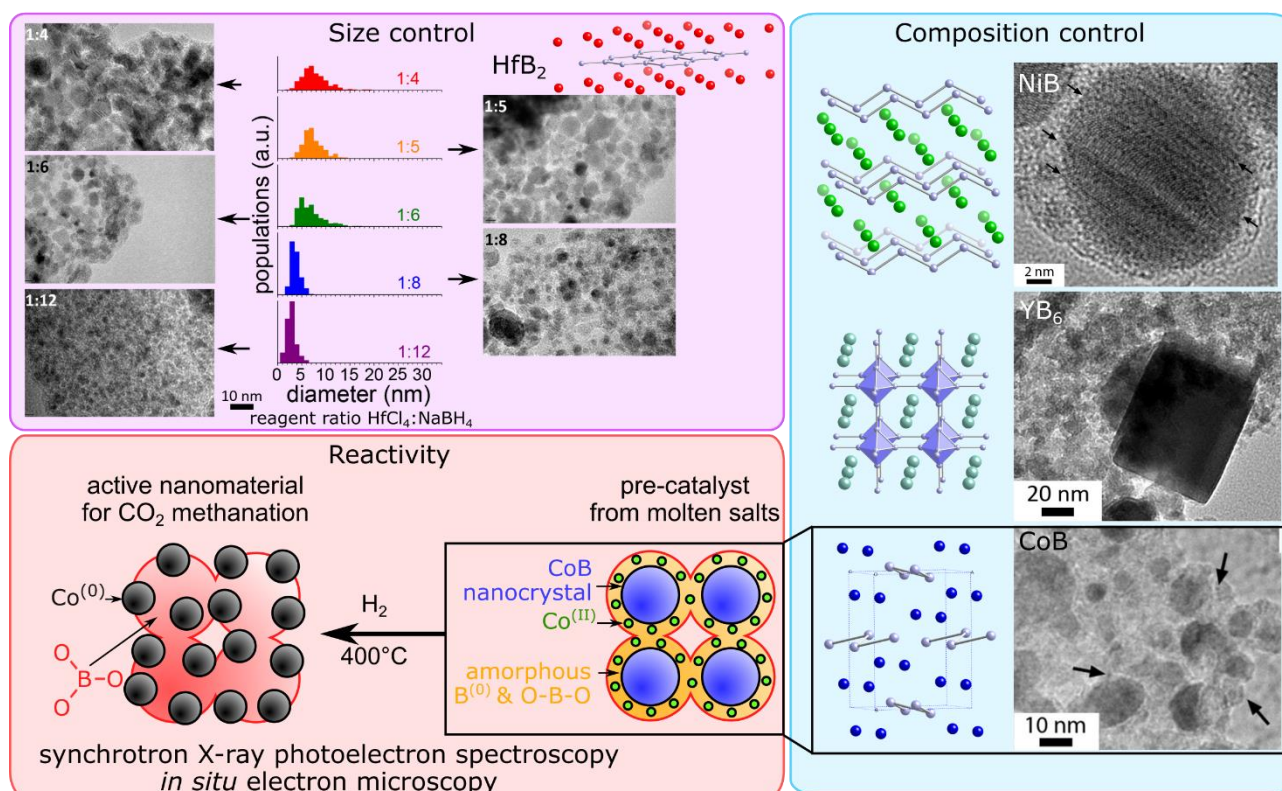 Size control
1:4
1:4
HfB₂
1:5
1:5
populations (a.u.)
1:6
1:6
1:8
1:8
1:12
1:12
0 5 10 15 20 25 30
diameter (nm)
10 nm
reagent ratio HfCl₄:NaBH₄
Composition control
NiB
2 nm
YB₆
20 nm
CoB
10 nm
Reactivity
active nanomaterial
for CO₂ methanation
pre-catalyst
from molten salts
Co⁽⁰⁾
O
B-O
O
H₂
400°C
CoB
nanocrystal
Co⁽ᴵᴵ⁾
amorphous
B⁽⁰⁾ & O-B-O
synchrotron X-ray photoelectron spectroscopy
in situ electron microscopy